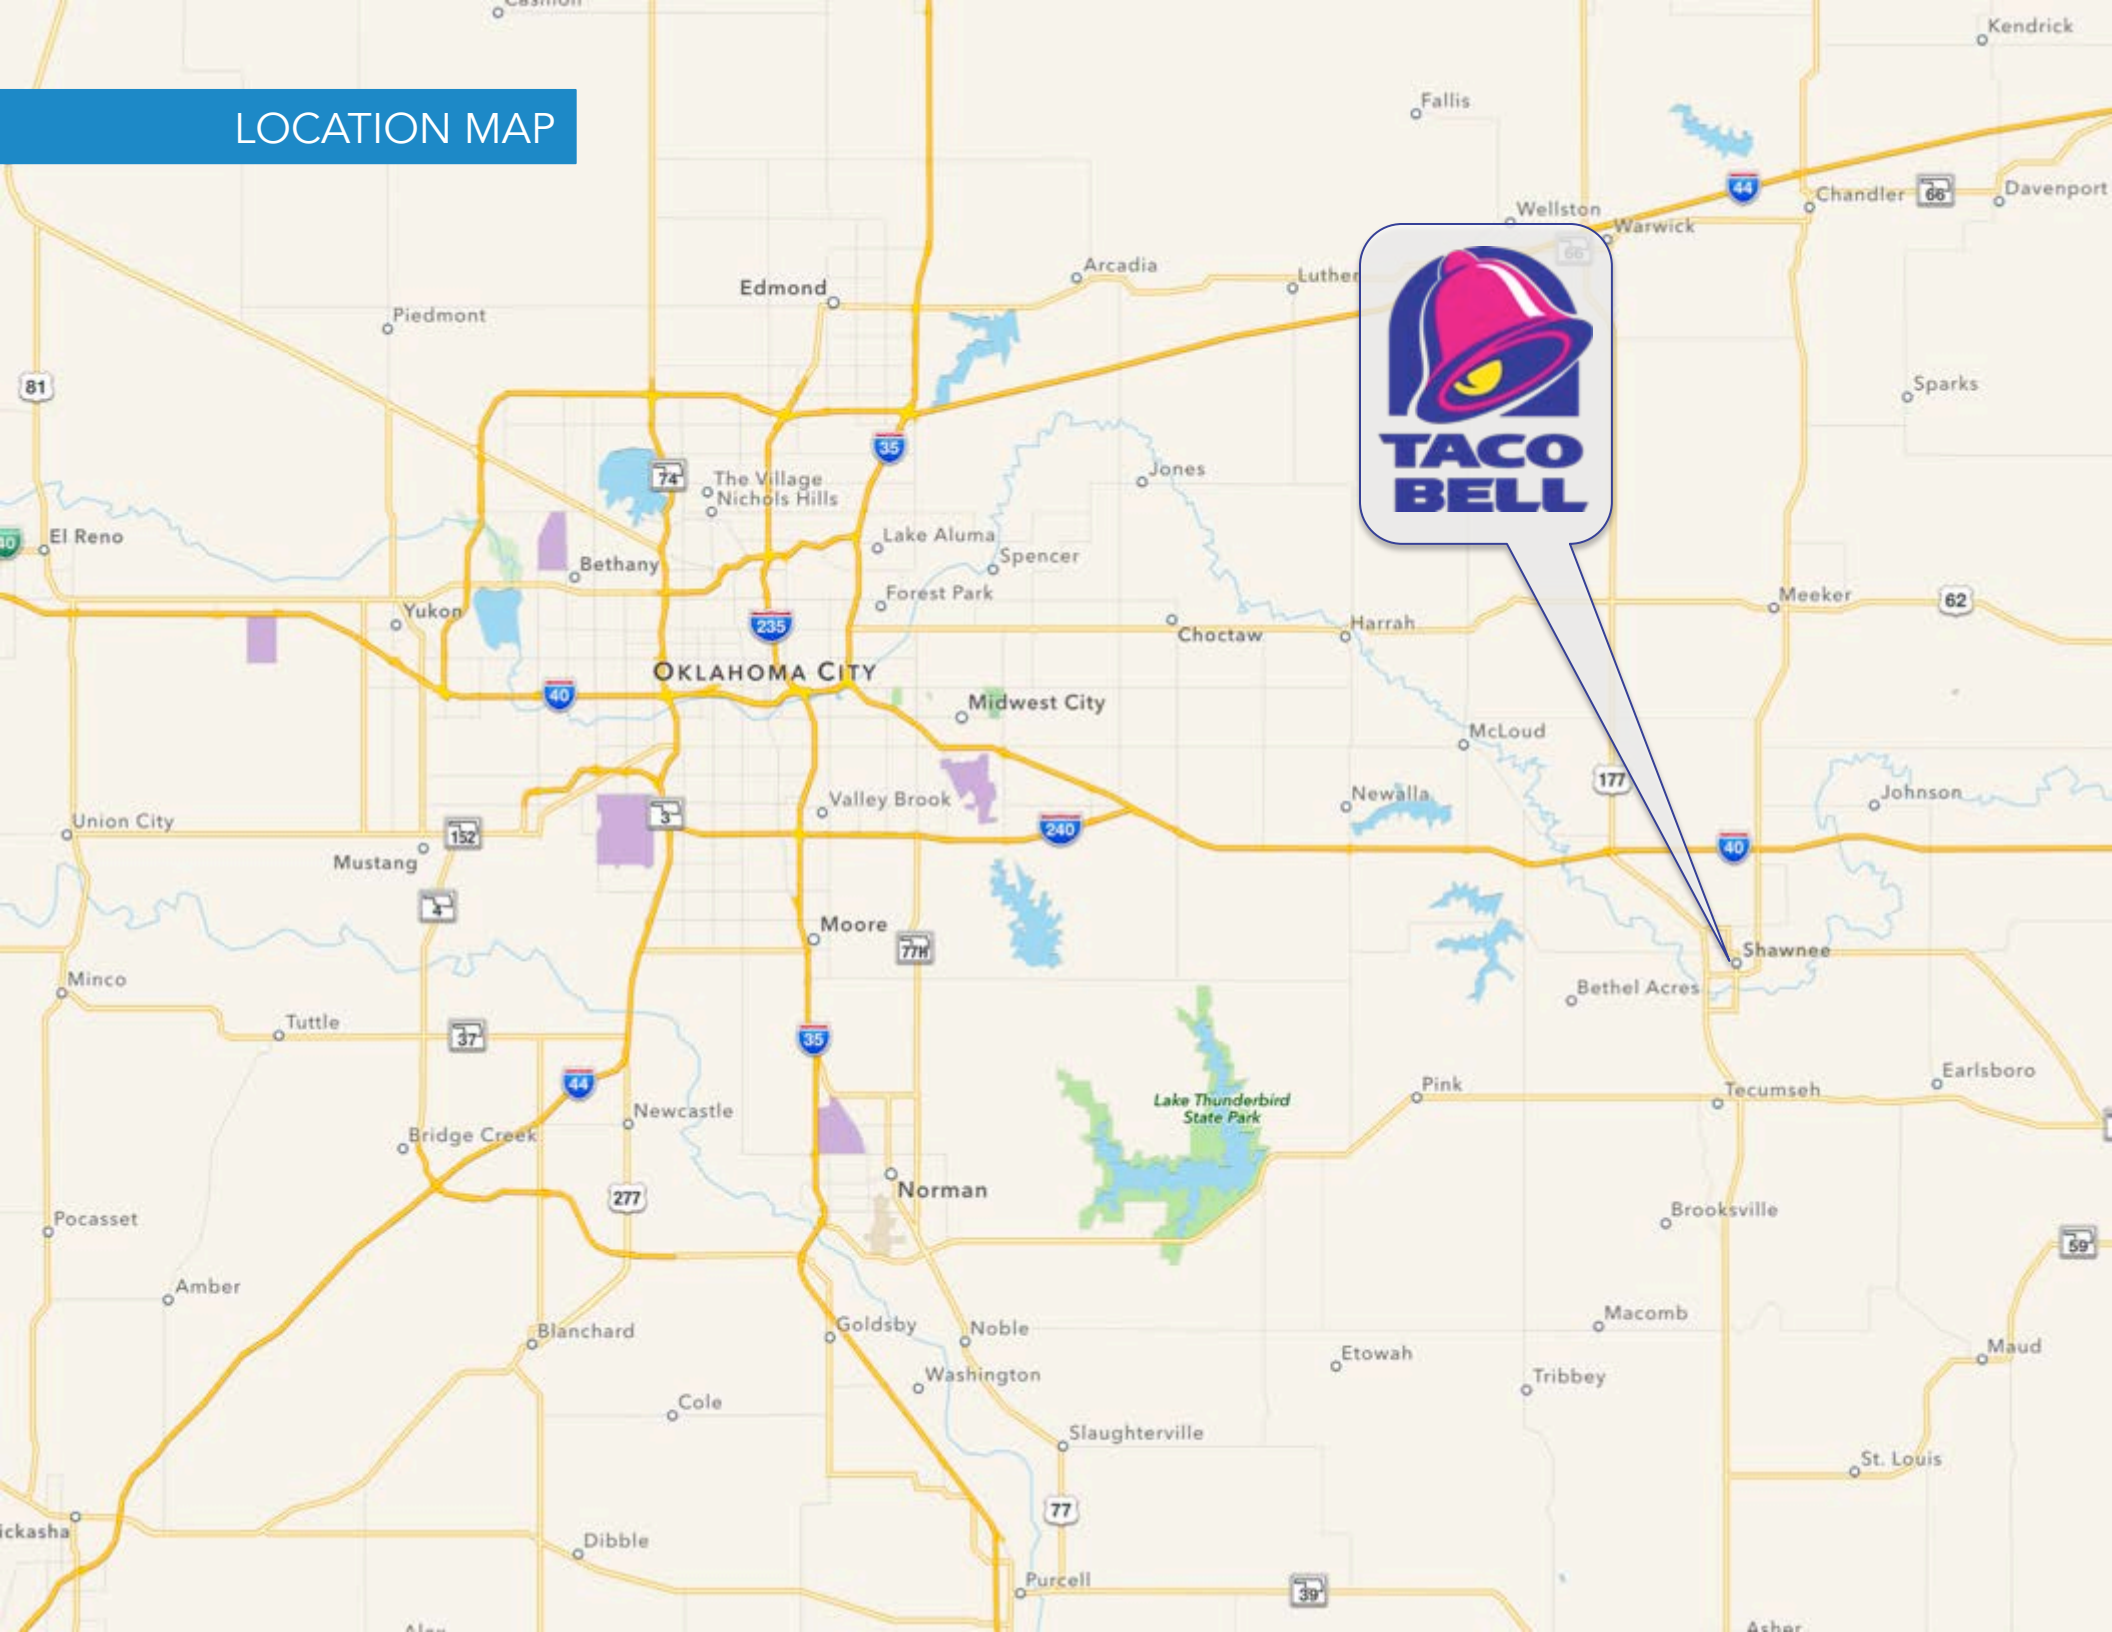 Cashion
Kendrick
Fallis
LOCATION MAP
44
Chandler
66
Davenport
Wellston
Warwick
66
Arcadia
Luther
Edmond
Piedmont
81
Sparks
35
TACO
BELL
74
The Village
Nichols Hills
Jones
El Reno
40
Lake Aluma
Spencer
Bethany
Forest Park
Yukon
235
Choctaw
Harrah
Meeker
62
OKLAHOMA CITY
40
Midwest City
McLoud
177
Newalla
Johnson
Valley Brook
3
240
40
Union City
152
Mustang
4
Moore
77H
Shawnee
Minco
Bethel Acres
Tuttle
37
35
44
Newcastle
Lake Thunderbird
State Park
Pink
Tecumseh
Earlsboro
Bridge Creek
277
Norman
Pocasset
Brooksville
59
Amber
Blanchard
Goldsby
Noble
Macomb
Etowah
Maud
Washington
Tribbey
Cole
Slaughterville
St. Louis
77
ickasha
Dibble
Purcell
39
Asher